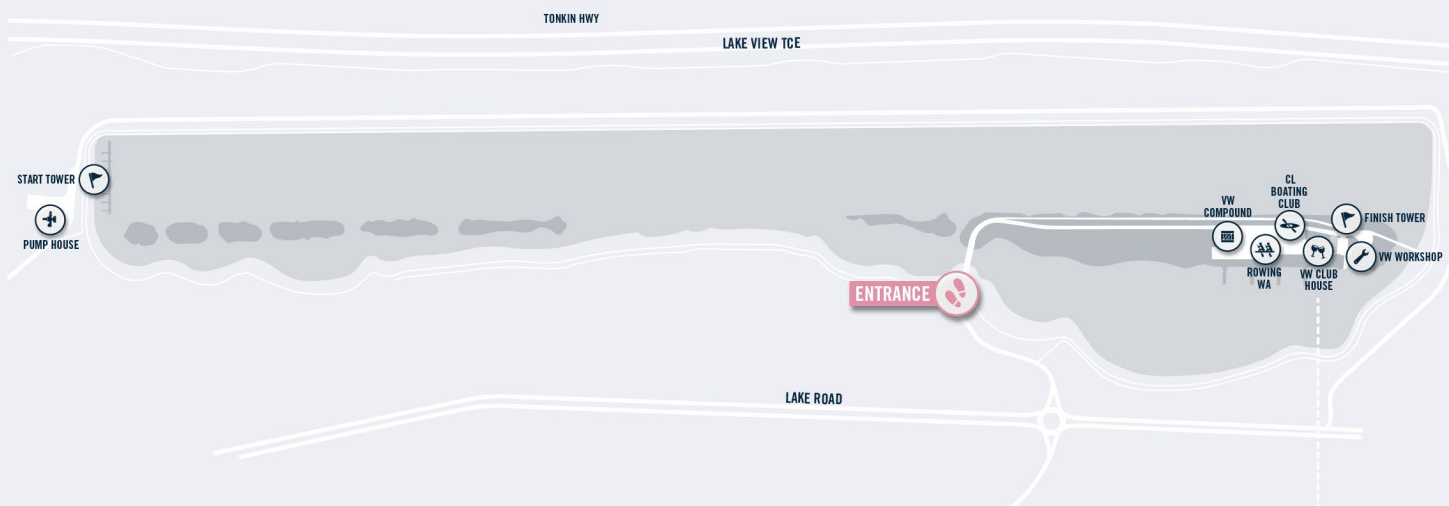 TONKIN HWY
LAKE VIEW TCE
START TOWER
PUMP HOUSE
CL
BOATING
CLUB
VW
COMPOUND
FINISH TOWER
VW WORKSHOP
ROWING
WA
VW CLUB
HOUSE
ENTRANCE
LAKE ROAD